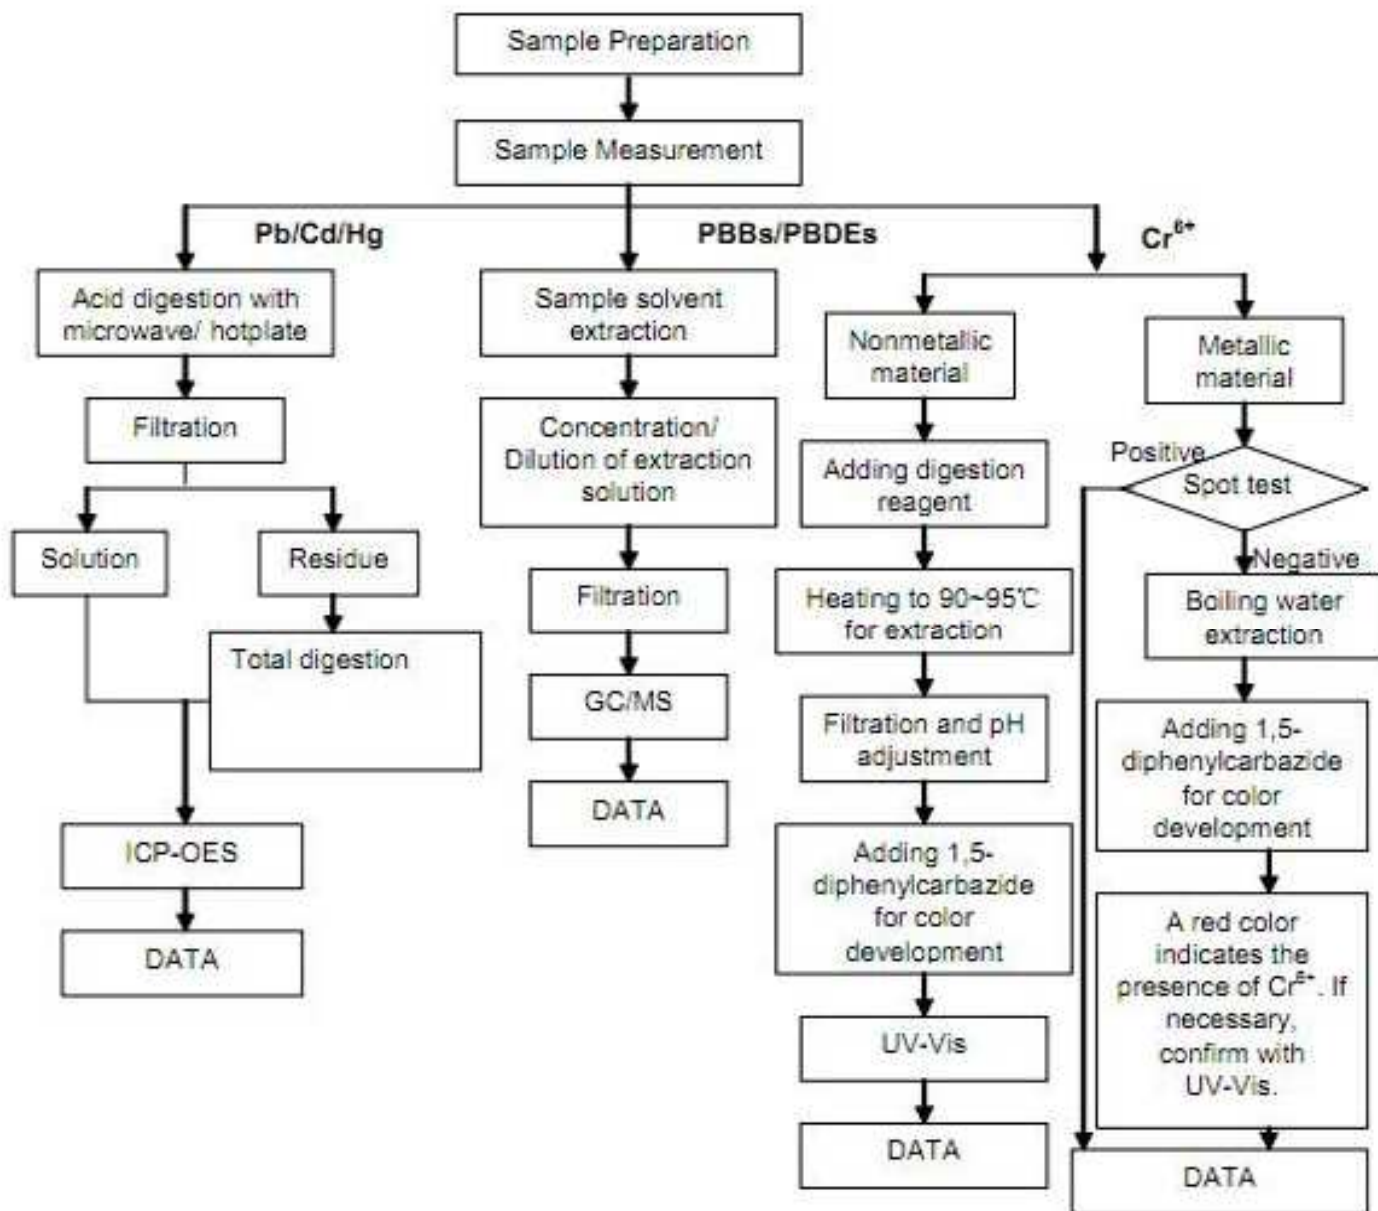 Sample Preparation
Sample Measurement
Pb/Cd/Hg
PBBs/PBDEs
Cr⁶⁺
Acid digestion with
microwave/ hotplate
Filtration
Solution
Residue
Total digestion
ICP-OES
DATA
Sample solvent
extraction
Concentration/
Dilution of extraction
solution
Filtration
GC/MS
DATA
Nonmetallic
material
Adding digestion
reagent
Heating to 90~95℃
for extraction
Filtration and pH
adjustment
Adding 1,5-
diphenylcarbazide
for color
development
UV-Vis
DATA
Metallic
material
Positive
Spot test
Negative
Boiling water
extraction
Adding 1,5-
diphenylcarbazide
for color
development
A red color
indicates the
presence of Cr⁶⁺. If
necessary,
confirm with
UV-Vis.
DATA